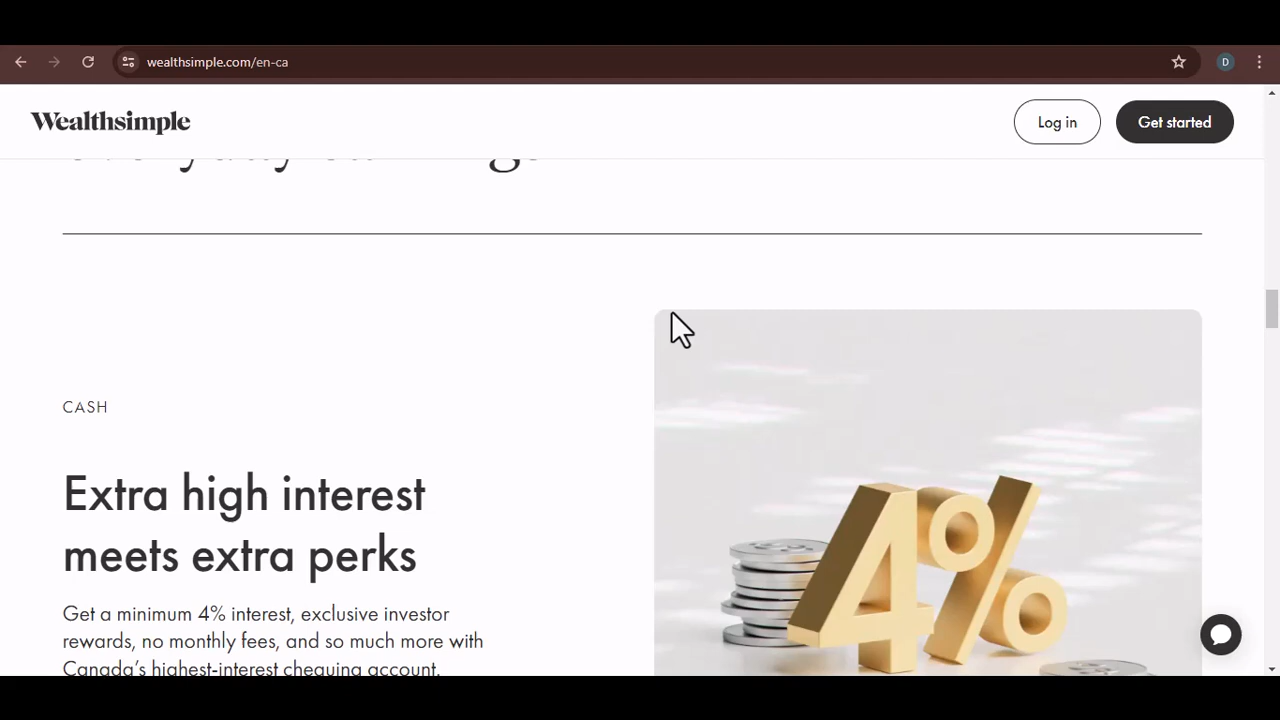 wealthsimple.com/en-ca
D
Wealthsimple
Log in
Get started
CASH
Extra high interest
meets extra perks
Get a minimum 4% interest, exclusive investor
rewards, no monthly fees, and so much more with
Canada's highest-interest chequing account.
4%